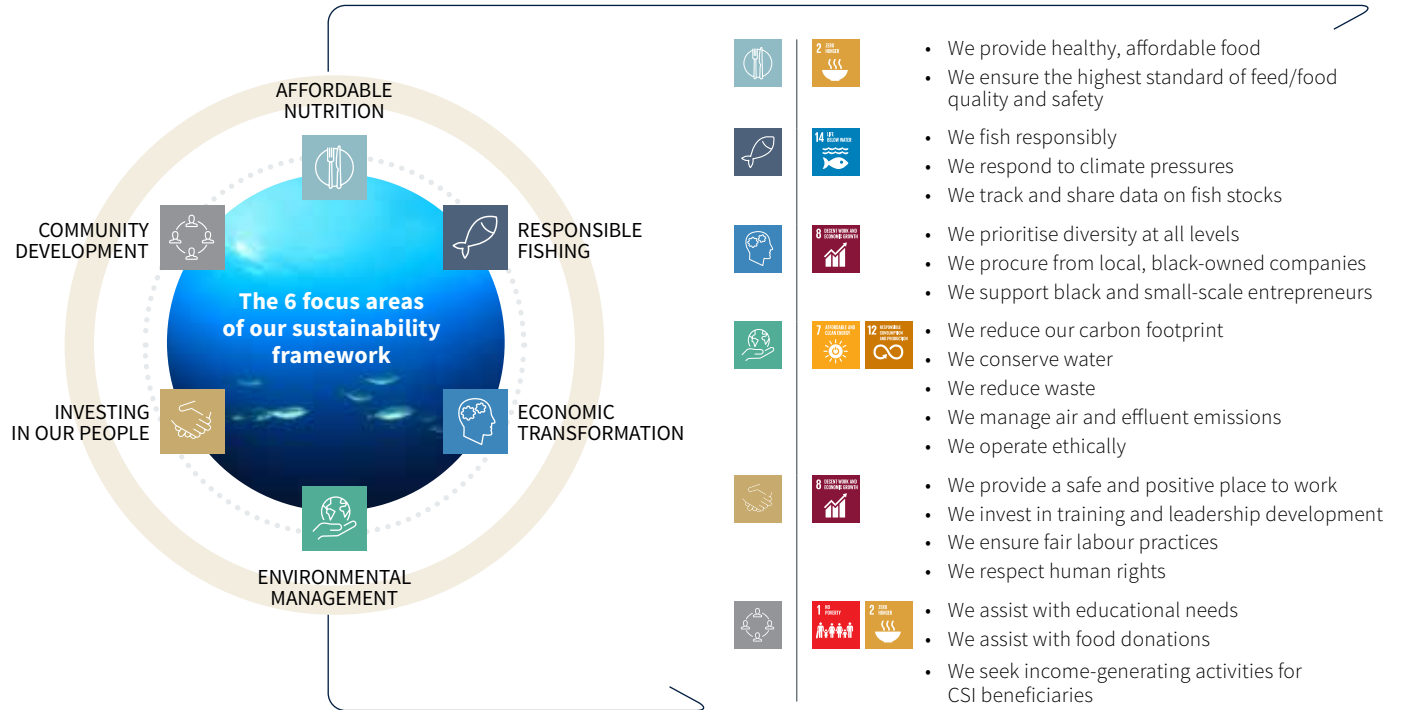 AFFORDABLE
NUTRITION
COMMUNITY
DEVELOPMENT
RESPONSIBLE
FISHING
The 6 focus areas
of our sustainability
framework
INVESTING
IN OUR PEOPLE
ECONOMIC
TRANSFORMATION
ENVIRONMENTAL
MANAGEMENT
2 ZERO
HUNGER
• We provide healthy, affordable food
• We ensure the highest standard of feed/food
quality and safety
14 LIFE
BELOW WATER
• We fish responsibly
• We respond to climate pressures
• We track and share data on fish stocks
8 DECENT WORK AND
ECONOMIC GROWTH
• We prioritise diversity at all levels
• We procure from local, black-owned companies
• We support black and small-scale entrepreneurs
7 AFFORDABLE AND
CLEAN ENERGY
12 RESPONSIBLE
CONSUMPTION
AND PRODUCTION
• We reduce our carbon footprint
• We conserve water
• We reduce waste
• We manage air and effluent emissions
• We operate ethically
8 DECENT WORK AND
ECONOMIC GROWTH
• We provide a safe and positive place to work
• We invest in training and leadership development
• We ensure fair labour practices
• We respect human rights
1 NO
POVERTY
2 ZERO
HUNGER
• We assist with educational needs
• We assist with food donations
• We seek income-generating activities for
CSI beneficiaries